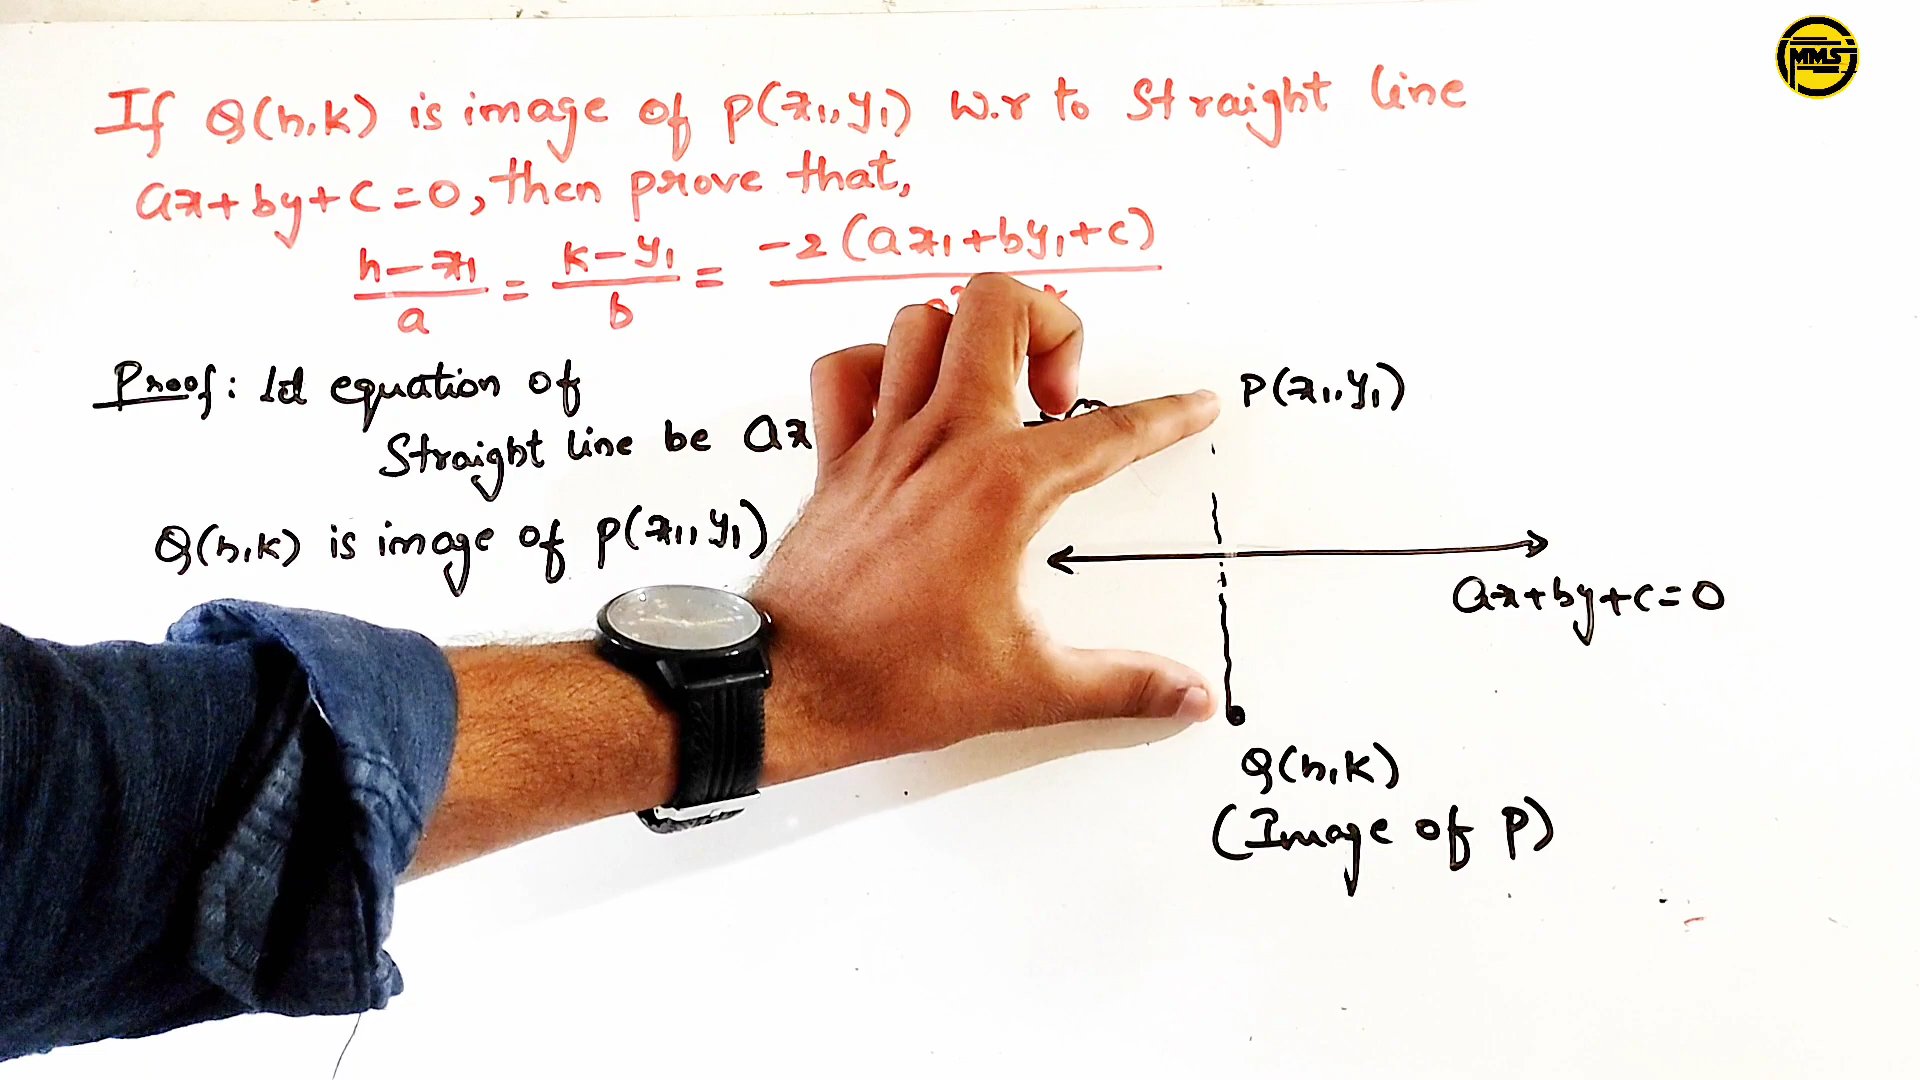 If Q(h,k) is image of P(x₁,y₁) w.r to Straight line
ax+by+c=0, then prove that,
h-x₁/a = k-y₁/b = -2(ax₁+by₁+c)
Proof: Let equation of
Straight line be ax
Q(h,k) is image of P(x₁,y₁)
P(x₁,y₁)
ax+by+c=0
Q(h,k)
(Image of P)
MMS